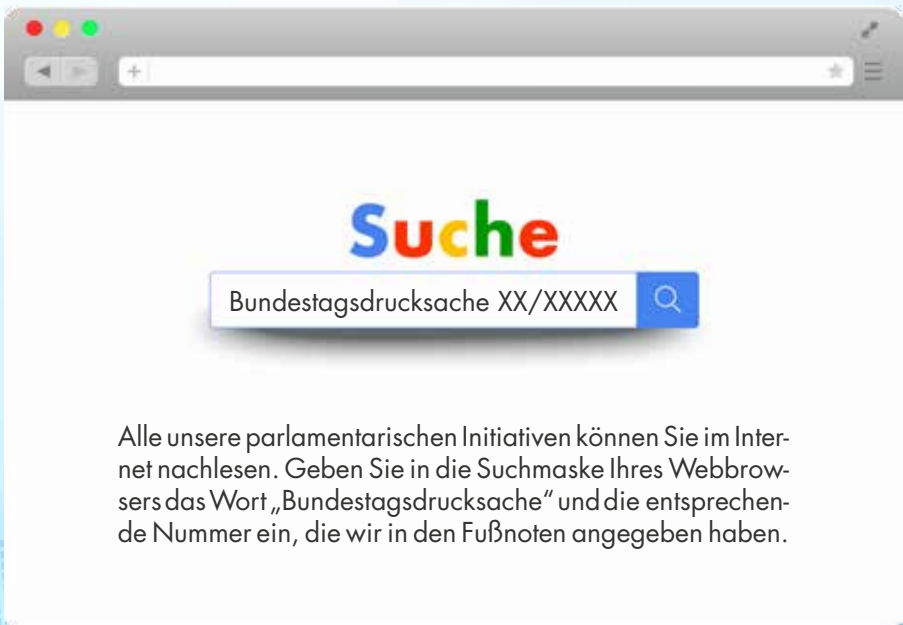 Suche
Bundestagsdrucksache XX/XXXXX
Alle unsere parlamentarischen Initiativen können Sie im Inter-
net nachlesen. Geben Sie in die Suchmaske Ihres Webbrow-
sers das Wort „Bundestagsdrucksache“ und die entsprechen-
de Nummer ein, die wir in den Fußnoten angegeben haben.